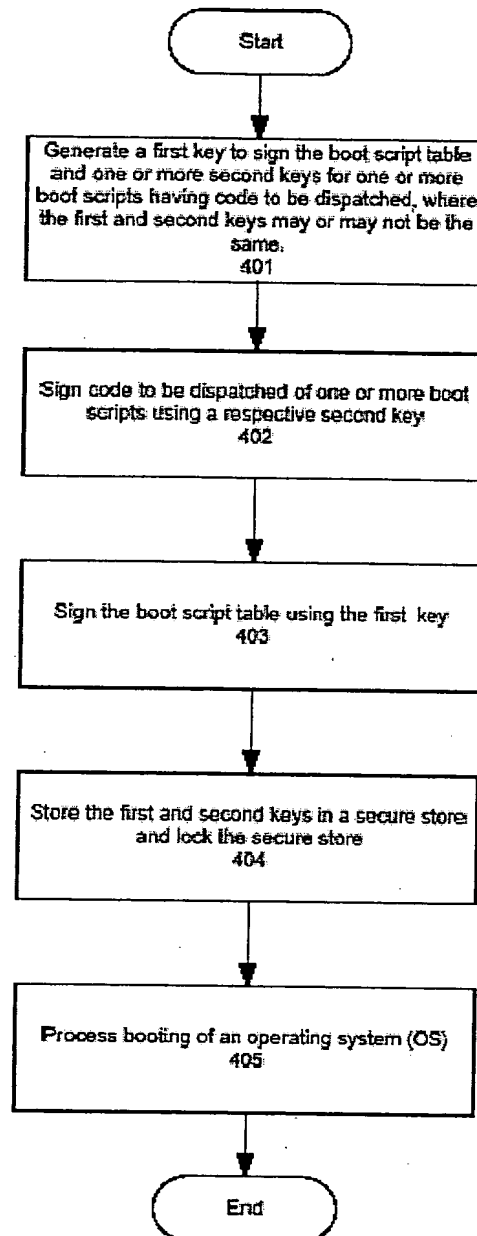 Start
Generate a first key to sign the boot script table
and one or more second keys for one or more
boot scripts having code to be dispatched, where
the first and second keys may or may not be the
same.
401
Sign code to be dispatched of one or more boot
scripts using a respective second key
402
Sign the boot script table using the first key
403
Store the first and second keys in a secure store
and lock the secure store
404
Process booting of an operating system (OS)
405
End